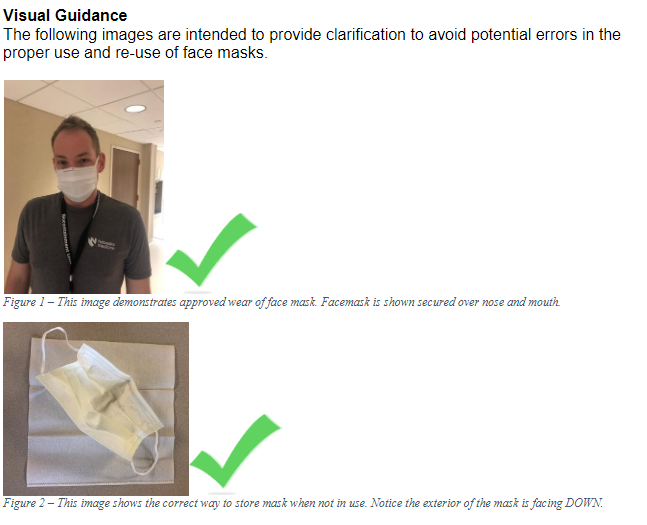 Visual Guidance
The following images are intended to provide clarification to avoid potential errors in the
proper use and re-use of face masks.
Nebraska
Medicine
Figure 1 – This image demonstrates approved wear of face mask. Facemask is shown secured over nose and mouth.
Figure 2 – This image shows the correct way to store mask when not in use. Notice the exterior of the mask is facing DOWN.